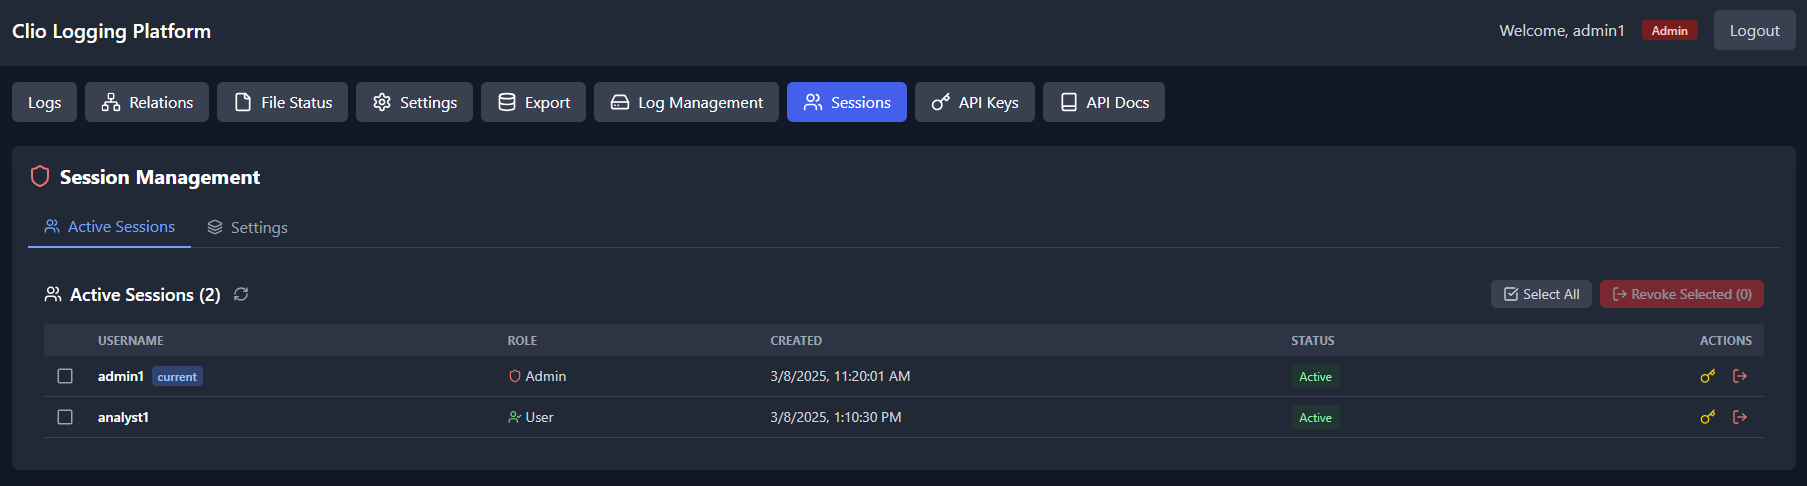 Clio Logging Platform
Welcome, admin1 Admin Logout
Logs Relations File Status Settings Export Log Management Sessions API Keys API Docs
Session Management
Active Sessions Settings
Active Sessions (2) Select All Revoke Selected (0)
USERNAME ROLE CREATED STATUS ACTIONS
admin1 current Admin 3/8/2025, 11:20:01 AM Active
analyst1 User 3/8/2025, 1:10:30 PM Active